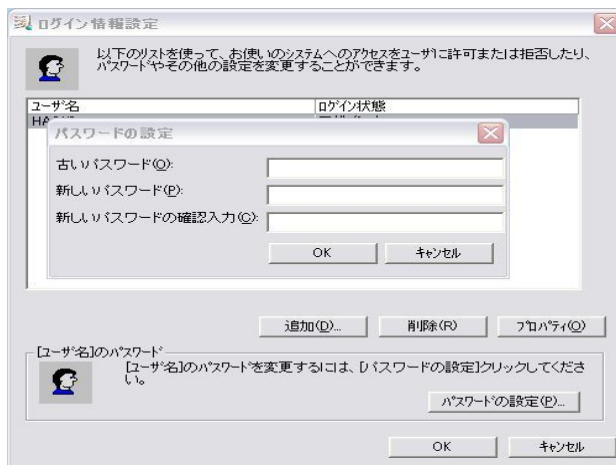 ログイン情報設定
以下のリストを使って、お使いのシステムへのアクセスをユーザに許可または拒否したり、
パスワードやその他の設定を変更することができます。
ユーザ名 ログイン状態
パスワードの設定
古いパスワード(O):
新しいパスワード(P):
新しいパスワードの確認入力(C):
OK キャンセル
追加(D)... 削除(R) プロパティ(O)
[ユーザ名]のパスワード
[ユーザ名]のパスワードを変更するには、[パスワードの設定]クリックしてくださ
い。
パスワードの設定(P)...
OK キャンセル